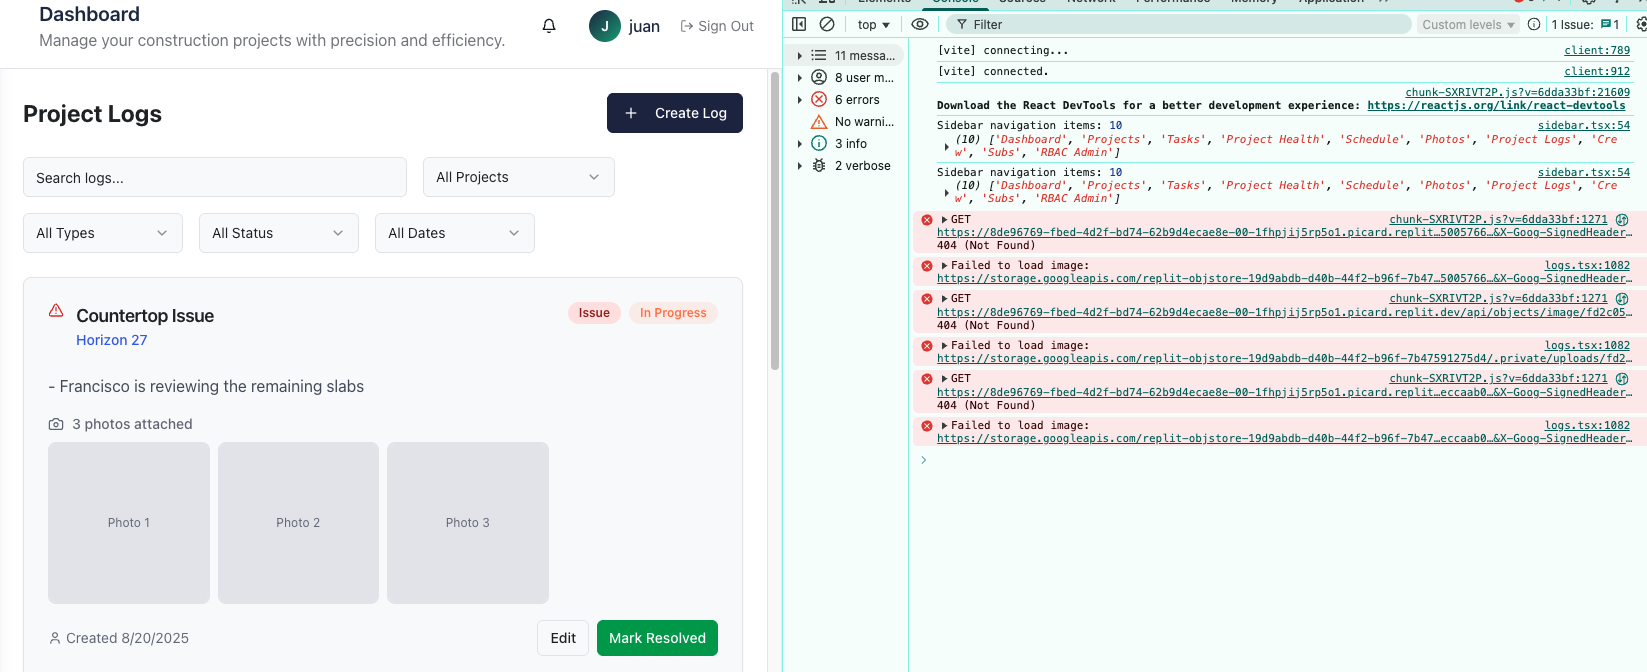 Dashboard
Manage your construction projects with precision and efficiency.
J
juan
Sign Out
Project Logs
+ Create Log
Search logs...
All Projects
All Types
All Status
All Dates
Countertop Issue
Issue
In Progress
Horizon 27
- Francisco is reviewing the remaining slabs
3 photos attached
Photo 1
Photo 2
Photo 3
Created 8/20/2025
Edit
Mark Resolved
Elements
Console
Sources
Network
Performance
Memory
Application
top
Filter
Custom levels
1 Issue:
1
11 messa...
8 user m...
6 errors
No warni...
3 info
2 verbose
[vite] connecting...
client:789
[vite] connected.
client:912
chunk-SXRIVT2P.js?v=6dda33bf:21609
Download the React DevTools for a better development experience: https://reactjs.org/link/react-devtools
Sidebar navigation items: 10
sidebar.tsx:54
(10) ['Dashboard', 'Projects', 'Tasks', 'Project Health', 'Schedule', 'Photos', 'Project Logs', 'Cre
w', 'Subs', 'RBAC Admin']
Sidebar navigation items: 10
sidebar.tsx:54
(10) ['Dashboard', 'Projects', 'Tasks', 'Project Health', 'Schedule', 'Photos', 'Project Logs', 'Cre
w', 'Subs', 'RBAC Admin']
GET
chunk-SXRIVT2P.js?v=6dda33bf:1271
https://8de96769-fbed-4d2f-bd74-62b9d4ecae8e-00-1fhpjij5rp5o1.picard.replit…5005766…&X-Goog-SignedHeader…
404 (Not Found)
Failed to load image:
logs.tsx:1082
https://storage.googleapis.com/replit-objstore-19d9abdb-d40b-44f2-b96f-7b47…5005766…&X-Goog-SignedHeader…
GET
chunk-SXRIVT2P.js?v=6dda33bf:1271
https://8de96769-fbed-4d2f-bd74-62b9d4ecae8e-00-1fhpjij5rp5o1.picard.replit.dev/api/objects/image/fd2c05…
404 (Not Found)
Failed to load image:
logs.tsx:1082
https://storage.googleapis.com/replit-objstore-19d9abdb-d40b-44f2-b96f-7b47591275d4/.private/uploads/fd2…
GET
chunk-SXRIVT2P.js?v=6dda33bf:1271
https://8de96769-fbed-4d2f-bd74-62b9d4ecae8e-00-1fhpjij5rp5o1.picard.replit…eccaab0…&X-Goog-SignedHeader…
404 (Not Found)
Failed to load image:
logs.tsx:1082
https://storage.googleapis.com/replit-objstore-19d9abdb-d40b-44f2-b96f-7b47…eccaab0…&X-Goog-SignedHeader…